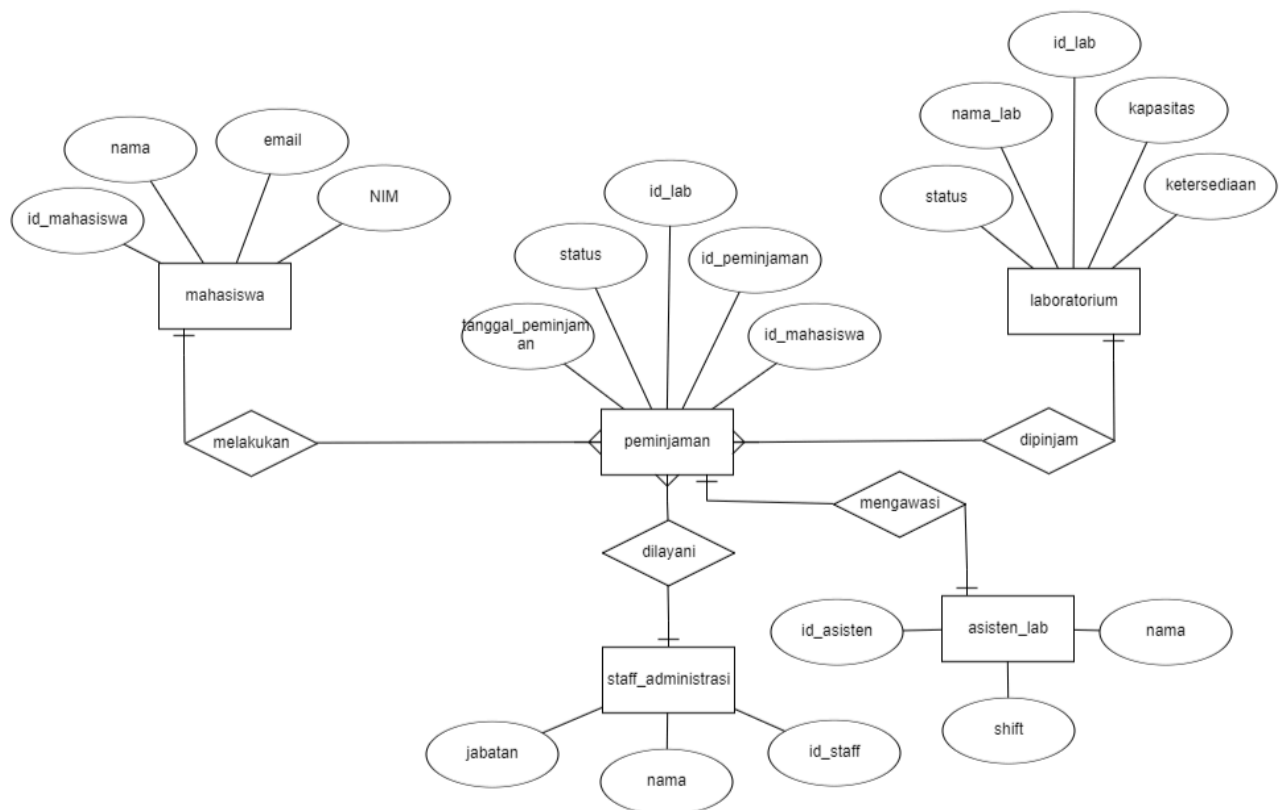 id_lab
nama_lab
kapasitas
email
nama
ketersediaan
status
NIM
id_mahasiswa
id_lab
status
id_peminjaman
mahasiswa
laboratorium
tanggal_peminjam
an
id_mahasiswa
melakukan
peminjaman
dipinjam
mengawasi
dilayani
id_asisten
asisten_lab
nama
staff_administrasi
shift
jabatan
id_staff
nama